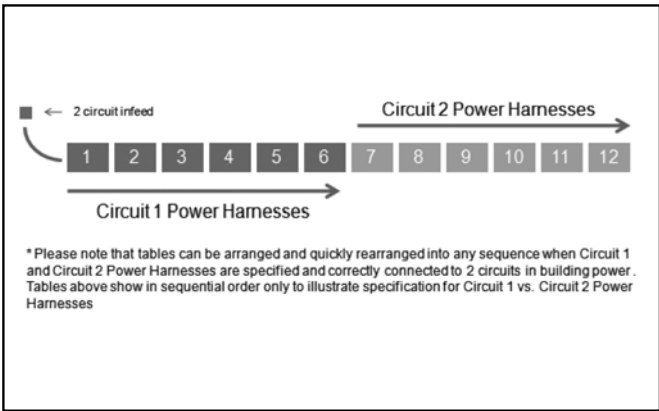 Circuit 2 Power Harnesses
← 2 circuit infeed
1 2 3 4 5 6 7 8 9 10 11 12
Circuit 1 Power Harnesses
* Please note that tables can be arranged and quickly rearranged into any sequence when Circuit 1
and Circuit 2 Power Harnesses are specified and correctly connected to 2 circuits in building power.
Tables above show in sequential order only to illustrate specification for Circuit 1 vs. Circuit 2 Power
Harnesses